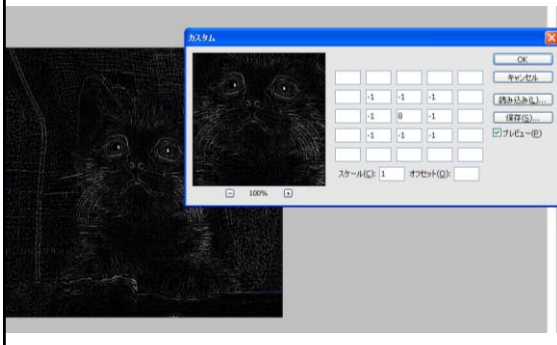 カスタム
OK
キャンセル
-1 -1 -1
読み込み(L)...
-1 8 -1
保存(S)...
-1 -1 -1
プレビュー(P)
スケール(C): 1 オフセット(O):
100%